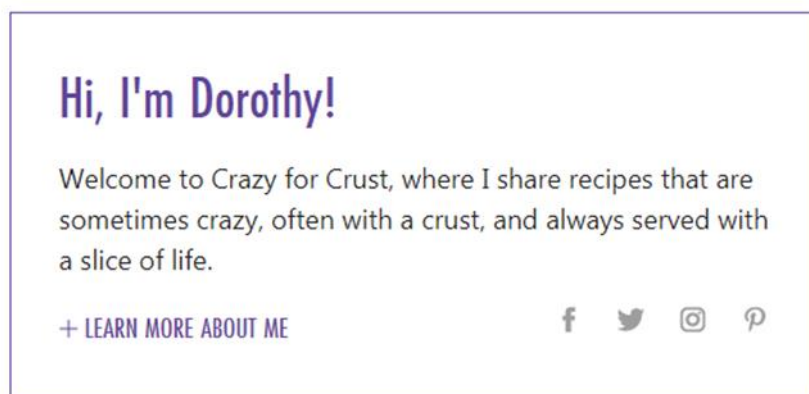 Hi, I'm Dorothy!
Welcome to Crazy for Crust, where I share recipes that are
sometimes crazy, often with a crust, and always served with
a slice of life.
+ LEARN MORE ABOUT ME